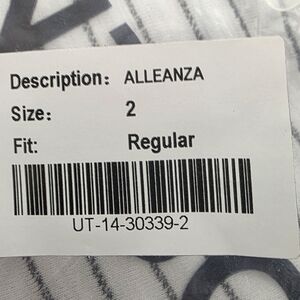 Description: ALLEANZA
Size: 2
Fit: Regular
UT-14-30339-2